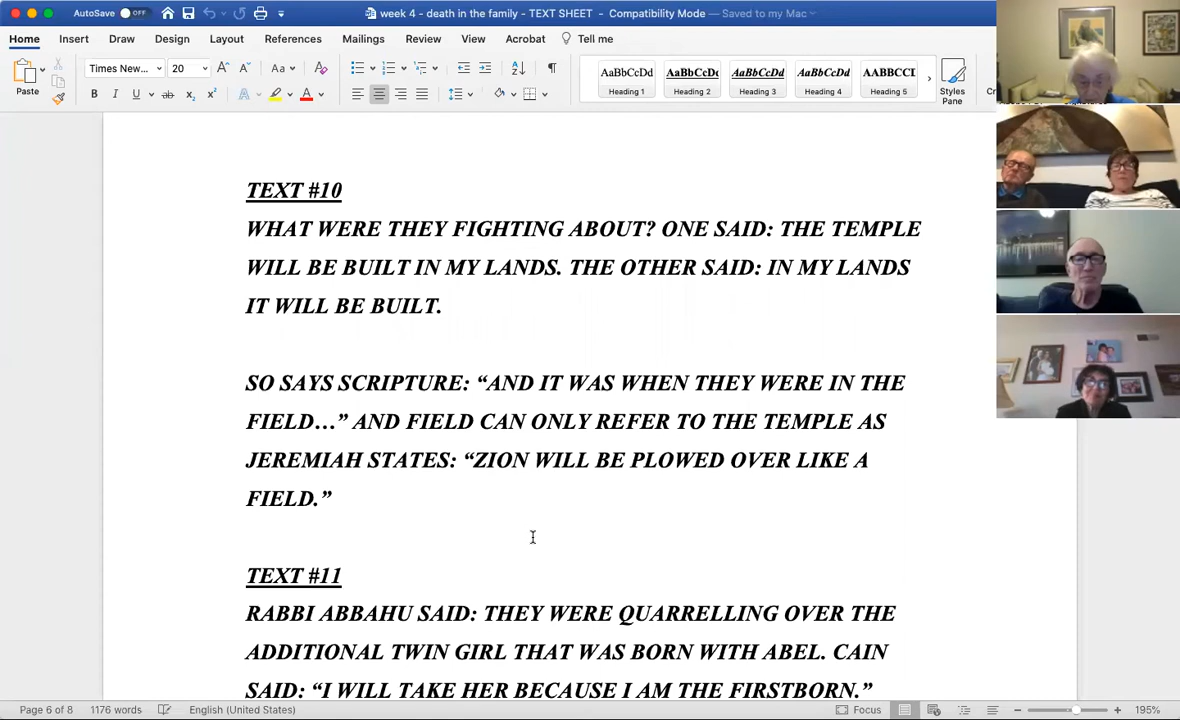 AutoSave OFF week 4 - death in the family - TEXT SHEET - Compatibility Mode — Saved to my Mac
Home Insert Draw Design Layout References Mailings Review View Acrobat Tell me
Paste Times New... 20 Aa AaBbCcDd AaBbCcDc AaBbCcDd AaBbCcDd AABBCCI
B I U ab x₂ x² A A Heading 1 Heading 2 Heading 3 Heading 4 Heading 5 Styles Pane
TEXT #10
WHAT WERE THEY FIGHTING ABOUT? ONE SAID: THE TEMPLE
WILL BE BUILT IN MY LANDS. THE OTHER SAID: IN MY LANDS
IT WILL BE BUILT.
SO SAYS SCRIPTURE: “AND IT WAS WHEN THEY WERE IN THE
FIELD…” AND FIELD CAN ONLY REFER TO THE TEMPLE AS
JEREMIAH STATES: “ZION WILL BE PLOWED OVER LIKE A
FIELD.”
TEXT #11
RABBI ABBAHU SAID: THEY WERE QUARRELLING OVER THE
ADDITIONAL TWIN GIRL THAT WAS BORN WITH ABEL. CAIN
SAID: “I WILL TAKE HER BECAUSE I AM THE FIRSTBORN.”
Page 6 of 8 1176 words English (United States) Focus 195%